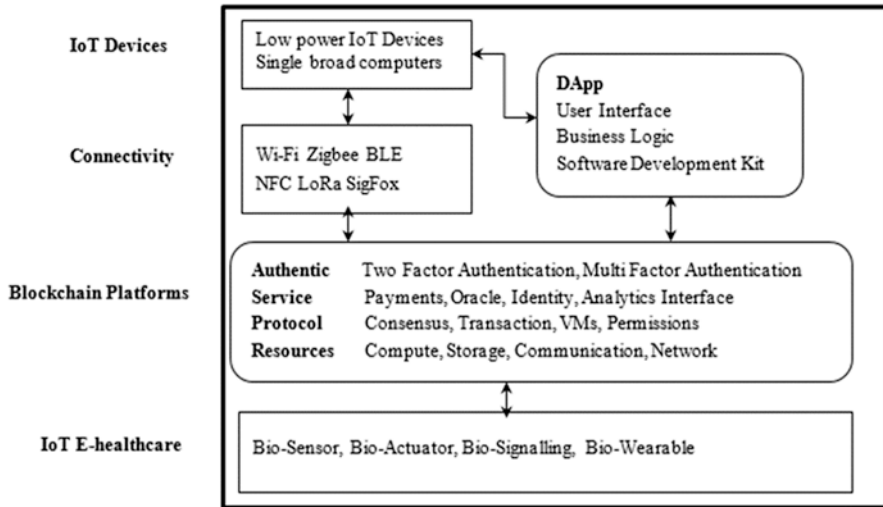 IoT Devices
Low power IoT Devices
Single broad computers
DApp
User Interface
Business Logic
Software Development Kit
Connectivity
Wi-Fi Zigbee BLE
NFC LoRa SigFox
Blockchain Platforms
Authentic Two Factor Authentication, Multi Factor Authentication
Service Payments, Oracle, Identity, Analytics Interface
Protocol Consensus, Transaction, VMs, Permissions
Resources Compute, Storage, Communication, Network
IoT E-healthcare
Bio-Sensor, Bio-Actuator, Bio-Signalling, Bio-Wearable